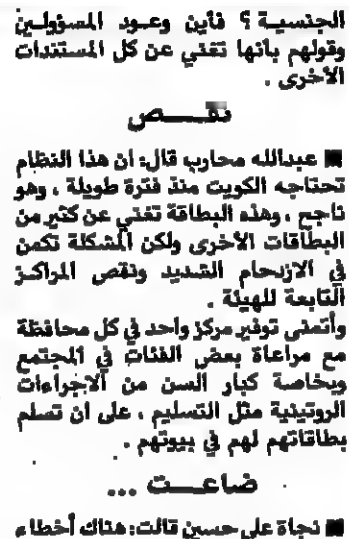 الجنسية ؟ فأين وعود المسؤولين
وقولهم بأنها تغني عن كل المستندات
الأخرى .
نقص
■ عبدالله محارب قال: ان هذا النظام
تحتاجه الكويت منذ فترة طويلة ، وهو
ناجح ، وهذه البطاقة تغني عن كثير من
البطاقات الأخرى ولكن المشكلة تكمن
في الازدحام الشديد ونقص المراكز
التابعة للهيئة .
وأتمنى توفير مركز واحد في كل محافظة
مع مراعاة بعض الفئات في المجتمع
وبخاصة كبار السن من الاجراءات
الروتينية مثل التسليم ، على ان تسلم
بطاقاتهم لهم في بيوتهم .
ضاعت ...
■ نجاة علي حسين قالت: هناك أخطاء